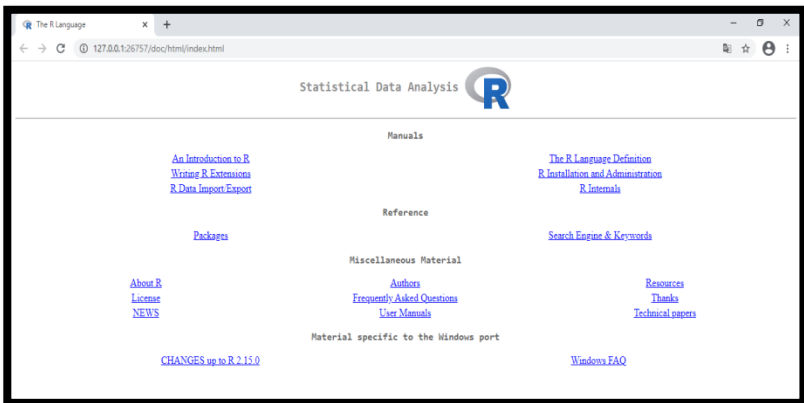 The R Language
127.0.0.1:26757/doc/html/index.html
Statistical Data Analysis R
Manuals
An Introduction to R The R Language Definition
Writing R Extensions R Installation and Administration
R Data Import/Export R Internals
Reference
Packages Search Engine & Keywords
Miscellaneous Material
About R Authors Resources
License Frequently Asked Questions Thanks
NEWS User Manuals Technical papers
Material specific to the Windows port
CHANGES up to R 2.15.0 Windows FAQ